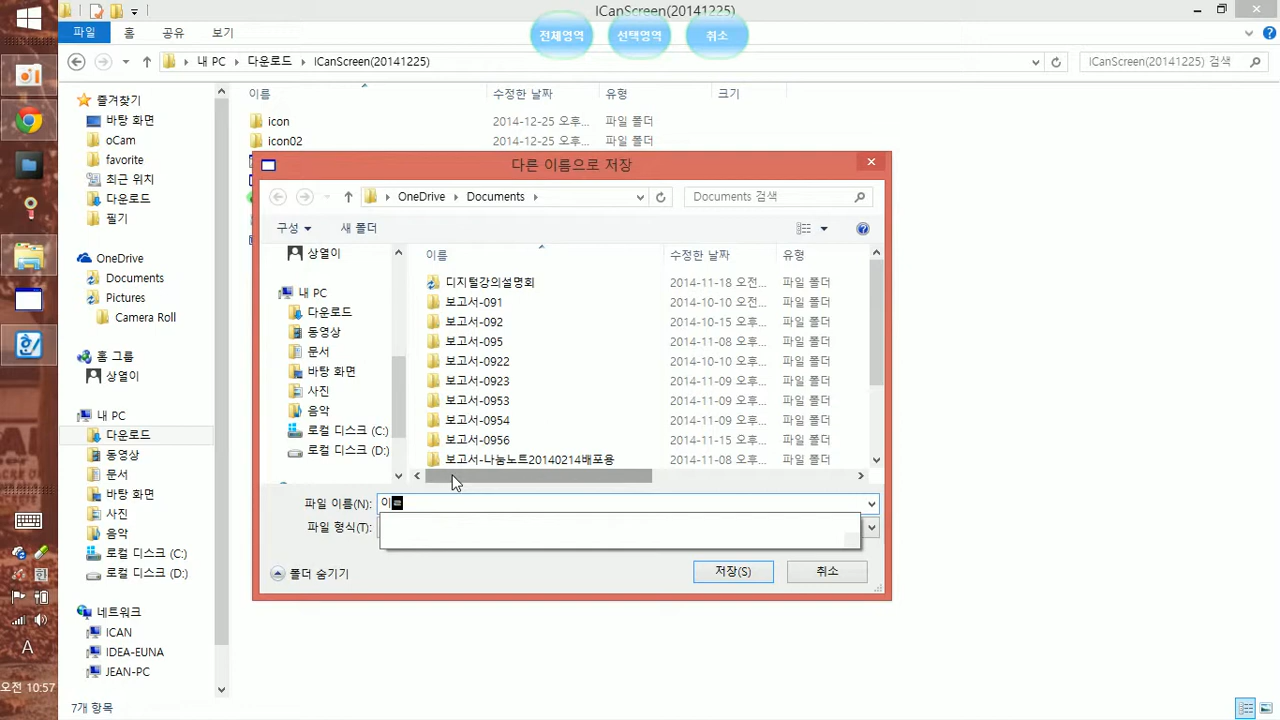 ICanScreen(20141225)
파일 홈 공유 보기
전체영역 선택영역 취소
내 PC 다운로드 ICanScreen(20141225)
ICanScreen(20141225) 검색
이름 수정한 날짜 유형 크기
icon 2014-12-25 오후... 파일 폴더
icon02 2014-12-25 오후... 파일 폴더
즐겨찾기
바탕 화면
oCam
favorite
최근 위치
다운로드
필기
OneDrive
Documents
Pictures
Camera Roll
홈 그룹
상열이
내 PC
다운로드
동영상
문서
바탕 화면
사진
음악
로컬 디스크 (C:)
로컬 디스크 (D:)
네트워크
ICAN
IDEA-EUNA
JEAN-PC
7개 항목
다른 이름으로 저장
OneDrive Documents
Documents 검색
구성 새 폴더
상열이
내 PC
다운로드
동영상
문서
바탕 화면
사진
음악
로컬 디스크 (C:)
로컬 디스크 (D:)
이름 수정한 날짜 유형
디지털강의설명회 2014-11-18 오전... 파일 폴더
보고서-091 2014-10-10 오전... 파일 폴더
보고서-092 2014-10-15 오후... 파일 폴더
보고서-095 2014-11-08 오후... 파일 폴더
보고서-0922 2014-10-10 오후... 파일 폴더
보고서-0923 2014-11-09 오후... 파일 폴더
보고서-0953 2014-11-09 오후... 파일 폴더
보고서-0954 2014-11-09 오후... 파일 폴더
보고서-0956 2014-11-15 오후... 파일 폴더
보고서-나눔노트20140214배포용 2014-11-08 오후... 파일 폴더
파일 이름(N): 이
파일 형식(T):
폴더 숨기기
저장(S) 취소
한
A
오전 10:57